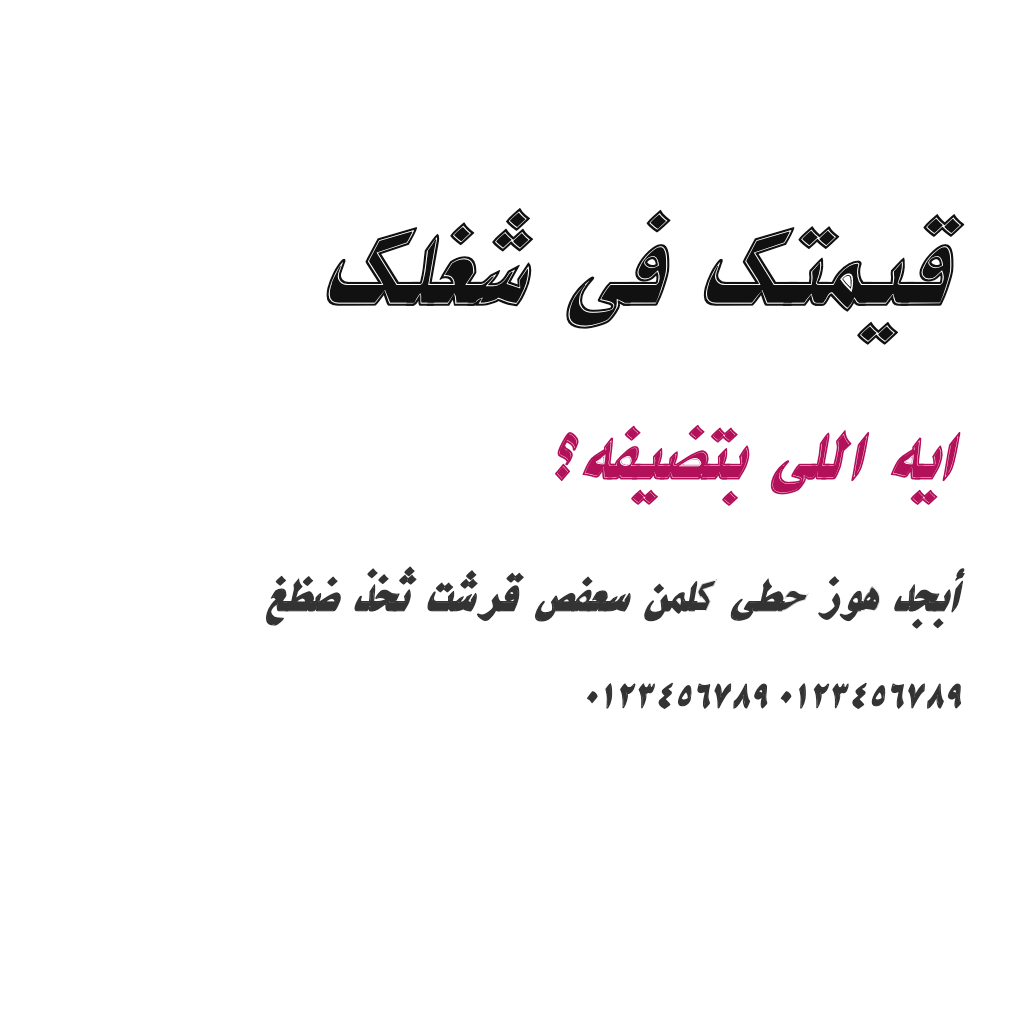 قيمتك فى شغلك
ايه اللى بتضيفه؟
أبجد هوز حطى كلمن سعفص قرشت ثخذ ضظغ
٠١٢٣٤٥٦٧٨٩ ٠١٢٣٤٥٦٧٨٩